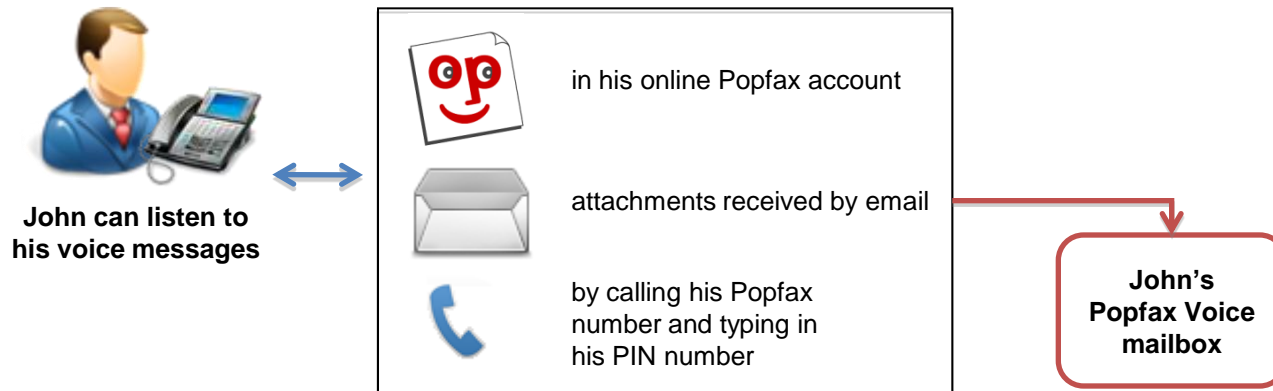 in his online Popfax account
attachments received by email
John can listen to
his voice messages
by calling his Popfax
number and typing in
his PIN number
John’s
Popfax Voice
mailbox